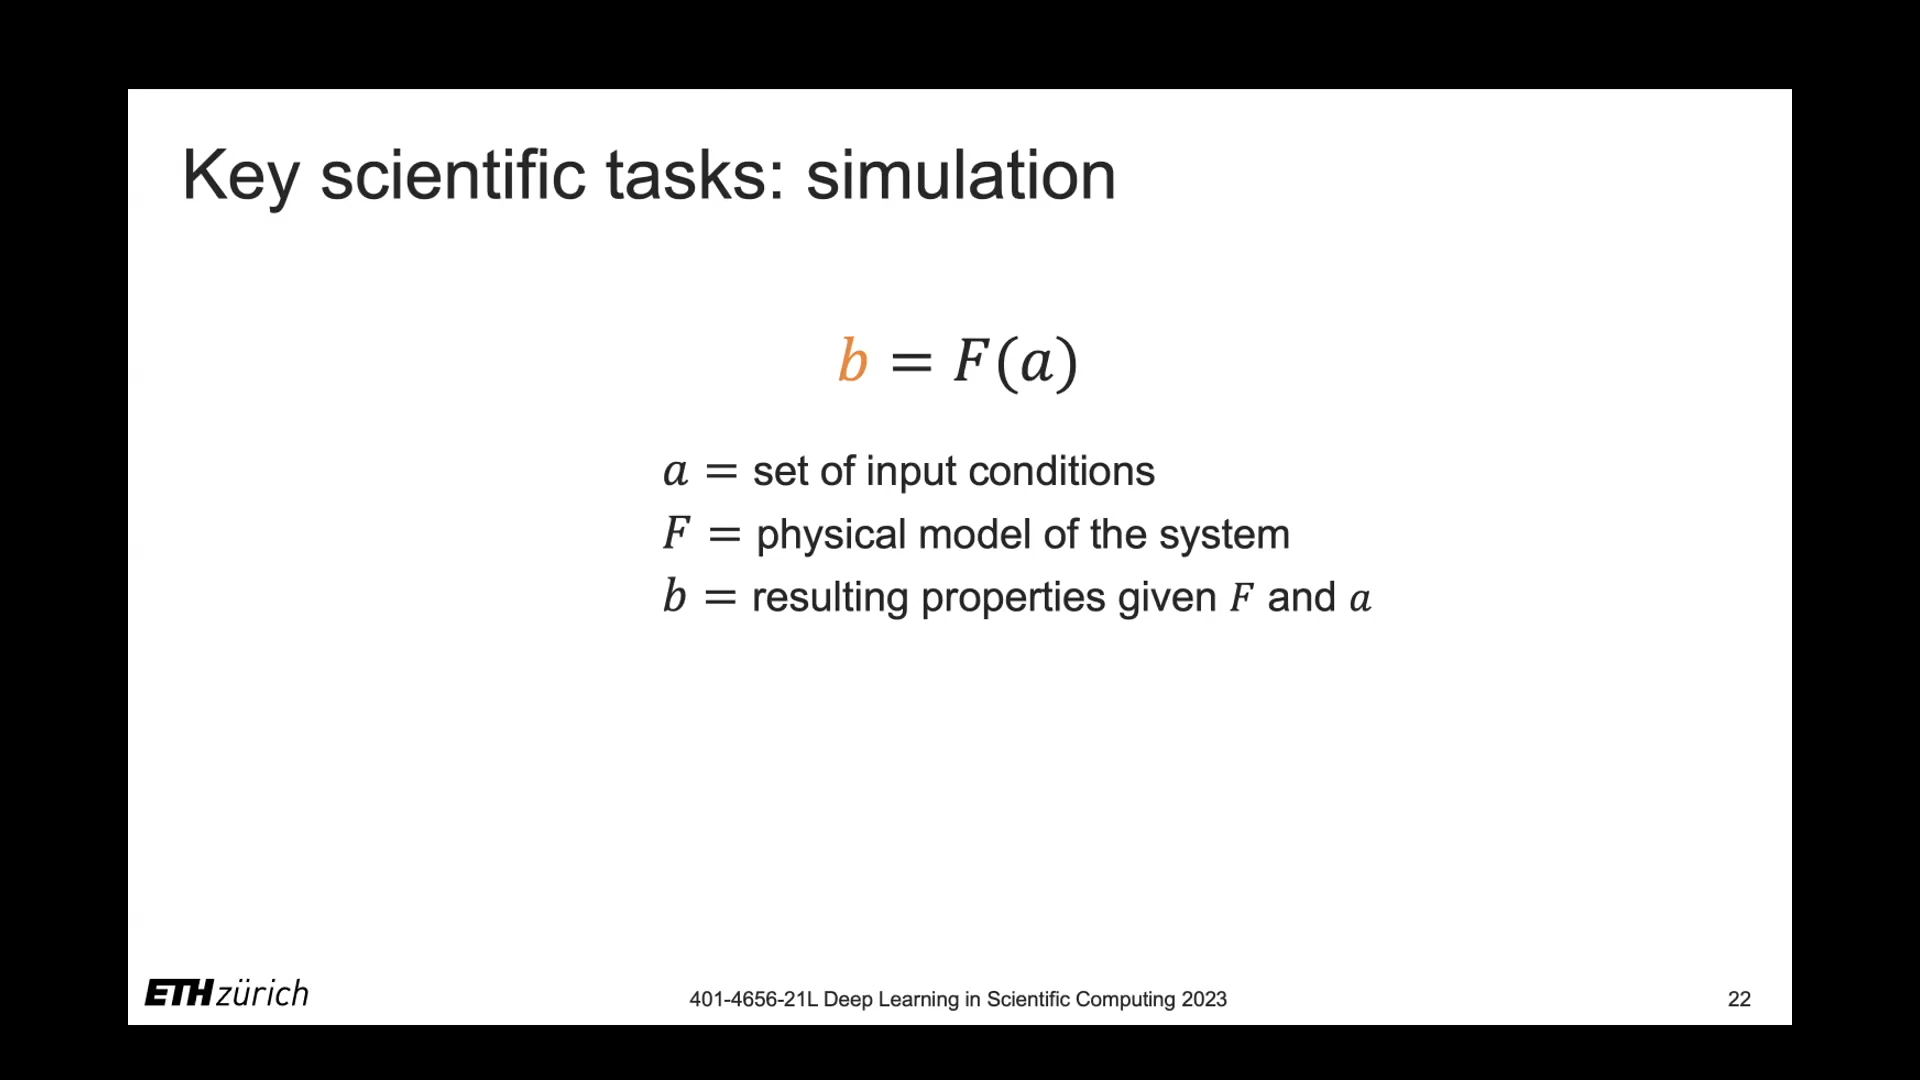 Key scientific tasks: simulation
b = F(a)
a = set of input conditions
F = physical model of the system
b = resulting properties given F and a
ETH zürich
401-4656-21L Deep Learning in Scientific Computing 2023
22